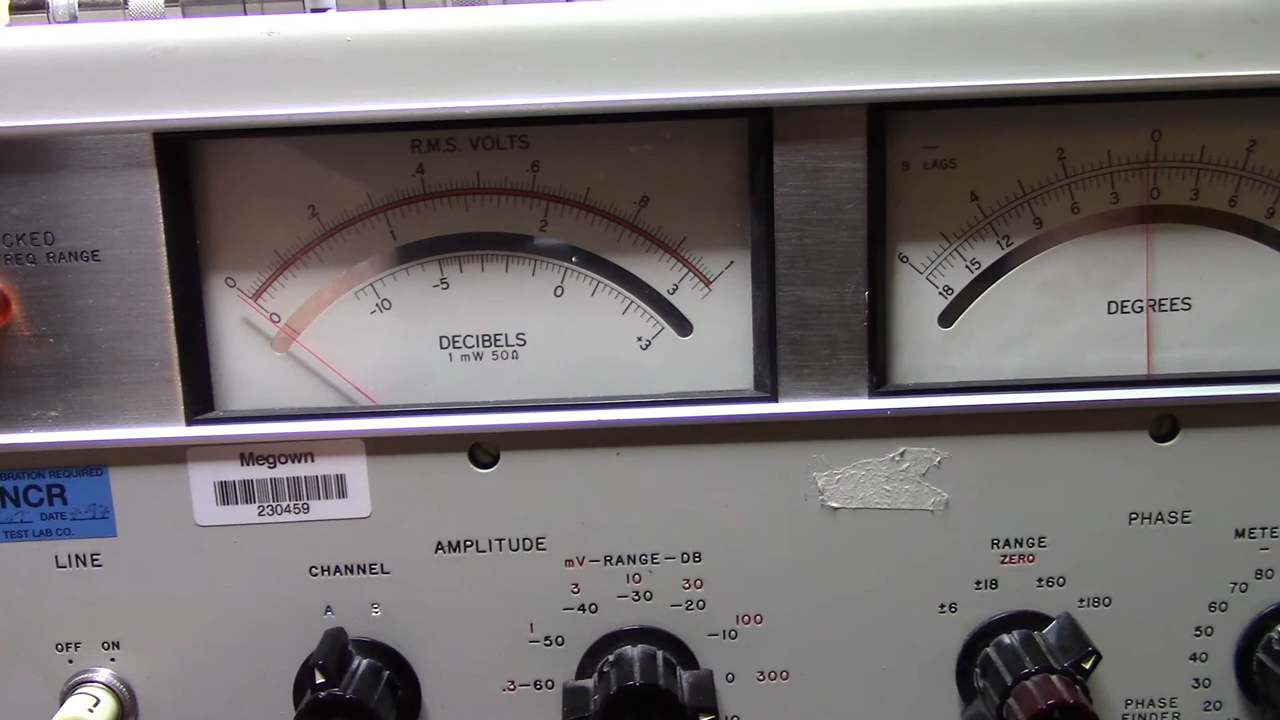 CKED
REQ RANGE
R.M.S. VOLTS
0 .2 .4 .6 .8 1
0 1 2 3
-10 -5 0 +3
DECIBELS
1 mW 50Ω
B LAGS
6 4 2 0 2
18 15 12 9 6 3 0 3 6 9
DEGREES
BRATION REQUIRED
NCR
DATE
TEST LAB CO.
Megown
230459
LINE
OFF ON
CHANNEL
A B
AMPLITUDE
mV-RANGE-DB
3 10 30
-40 -30 -20
1 100
-50 -10
.3-60 0 300
10
RANGE
ZERO
±18 ±60
±6 ±180
PHASE
METE
80
70
60
50
40
30
20
PHASE
FINDER